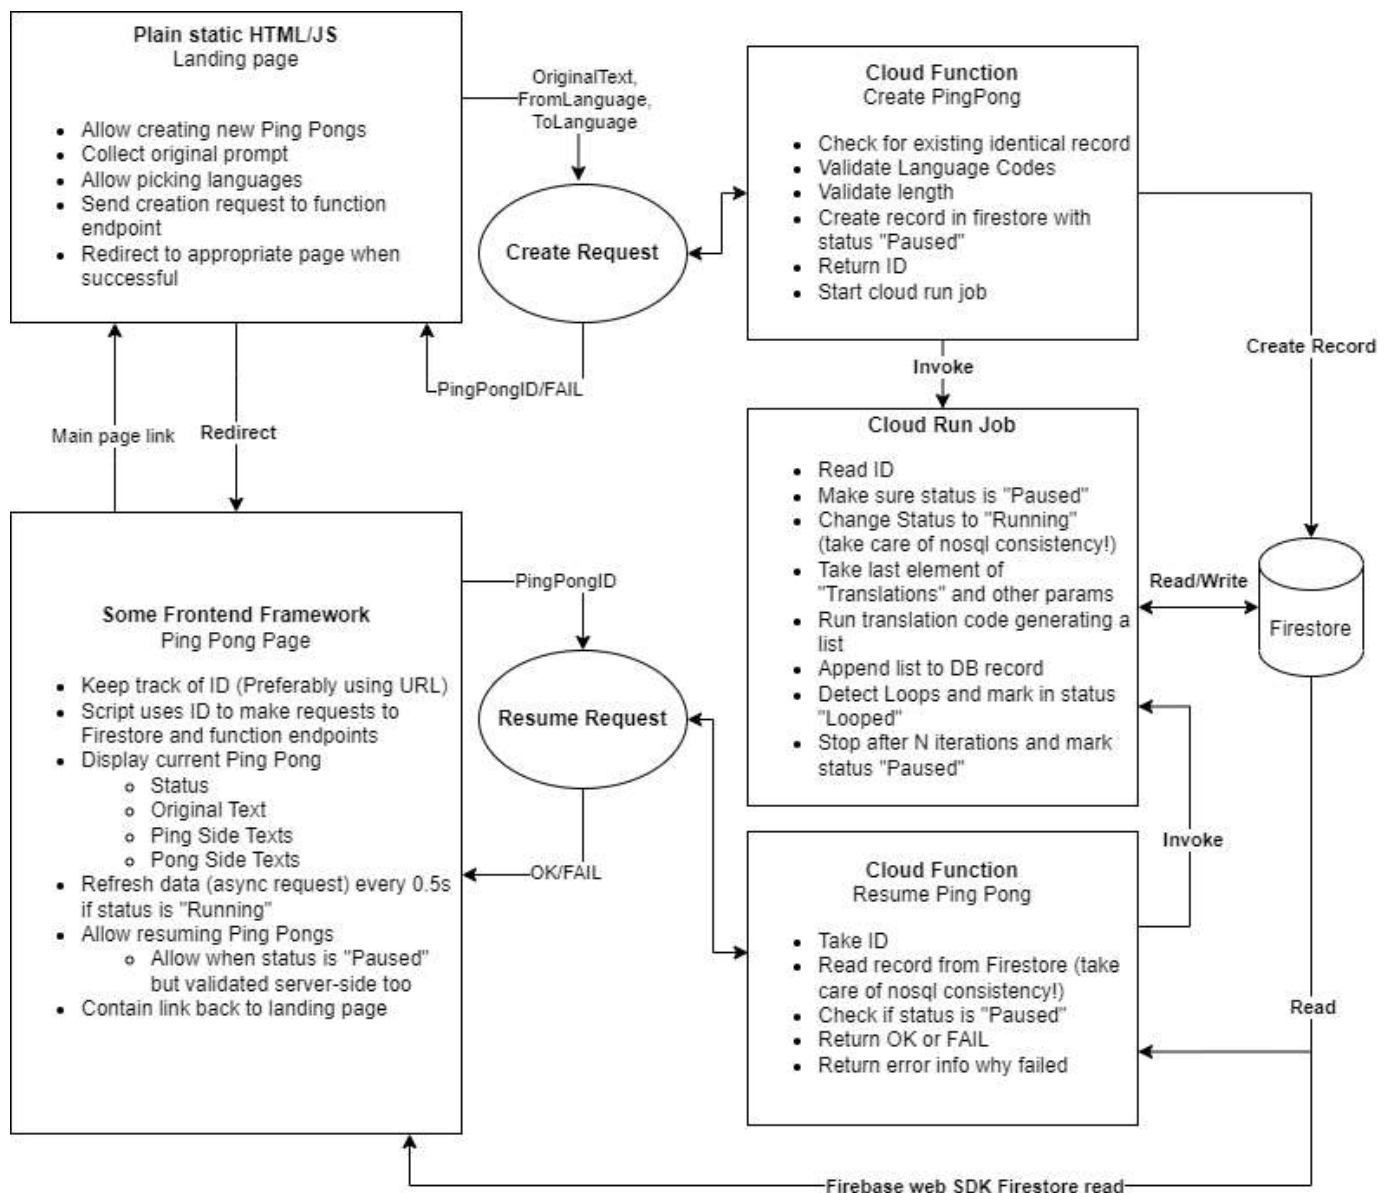 Plain static HTML/JS
Landing page
Allow creating new Ping Pongs
Collect original prompt
Allow picking languages
Send creation request to function
endpoint
Redirect to appropriate page when
successful
OriginalText,
FromLanguage,
ToLanguage
Create Request
PingPongID/FAIL
Cloud Function
Create PingPong
Check for existing identical record
Validate Language Codes
Validate length
Create record in firestore with
status "Paused"
Return ID
Start cloud run job
Create Record
Invoke
Main page link
Redirect
Cloud Run Job
Read ID
Make sure status is "Paused"
Change Status to "Running"
(take care of nosql consistency!)
Take last element of
"Translations" and other params
Run translation code generating a
list
Append list to DB record
Detect Loops and mark in status
"Looped"
Stop after N iterations and mark
status "Paused"
Read/Write
Firestore
Some Frontend Framework
Ping Pong Page
Keep track of ID (Preferably using URL)
Script uses ID to make requests to
Firestore and function endpoints
Display current Ping Pong
Status
Original Text
Ping Side Texts
Pong Side Texts
Refresh data (async request) every 0.5s
if status is "Running"
Allow resuming Ping Pongs
Allow when status is "Paused"
but validated server-side too
Contain link back to landing page
PingPongID
Resume Request
OK/FAIL
Invoke
Cloud Function
Resume Ping Pong
Take ID
Read record from Firestore (take
care of nosql consistency!)
Check if status is "Paused"
Return OK or FAIL
Return error info why failed
Read
Firebase web SDK Firestore read